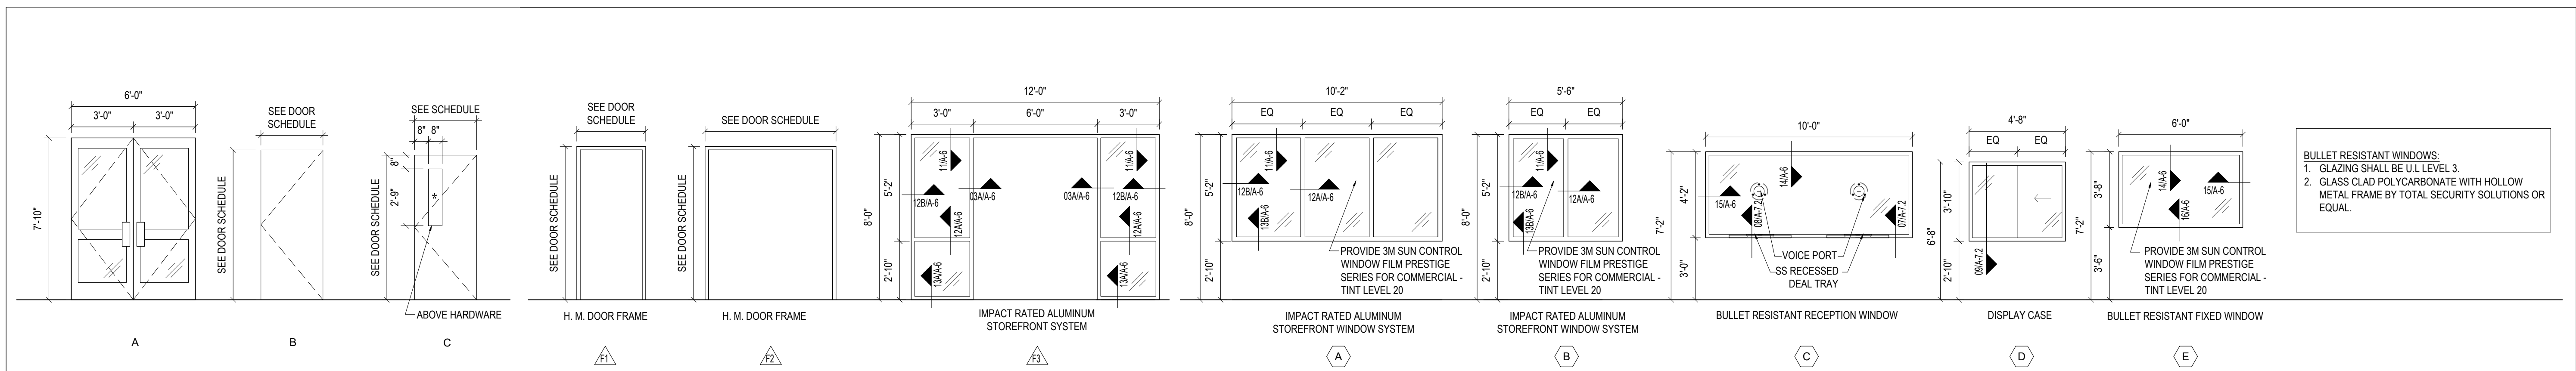 6'-0"
3'-0" 3'-0"
7'-10"
A
SEE DOOR
SCHEDULE
SEE DOOR SCHEDULE
B
SEE SCHEDULE
8" 8"
8"
2'-9"
SEE DOOR SCHEDULE
*
ABOVE HARDWARE
C
SEE DOOR
SCHEDULE
SEE DOOR SCHEDULE
H. M. DOOR FRAME
F1
SEE DOOR SCHEDULE
SEE DOOR SCHEDULE
H. M. DOOR FRAME
F2
12'-0"
3'-0" 6'-0" 3'-0"
8'-0"
5'-2"
2'-10"
11/A-6
12B/A-6
12A/A-6
13A/A-6
03A/A-6
03A/A-6
11/A-6
12B/A-6
12A/A-6
13A/A-6
IMPACT RATED ALUMINUM
STOREFRONT SYSTEM
F3
10'-2"
EQ EQ EQ
8'-0"
5'-2"
2'-10"
11/A-6
12B/A-6
12A/A-6
13B/A-6
PROVIDE 3M SUN CONTROL
WINDOW FILM PRESTIGE
SERIES FOR COMMERCIAL -
TINT LEVEL 20
IMPACT RATED ALUMINUM
STOREFRONT WINDOW SYSTEM
A
5'-6"
EQ EQ
8'-0"
5'-2"
2'-10"
11/A-6
12B/A-6
12A/A-6
13B/A-6
PROVIDE 3M SUN CONTROL
WINDOW FILM PRESTIGE
SERIES FOR COMMERCIAL -
TINT LEVEL 20
IMPACT RATED ALUMINUM
STOREFRONT WINDOW SYSTEM
B
10'-0"
7'-2"
4'-2"
3'-0"
14/A-6
15/A-6
08/A-7.2
07/A-7.2
VOICE PORT
SS RECESSED
DEAL TRAY
BULLET RESISTANT RECEPTION WINDOW
C
4'-8"
EQ EQ
6'-8"
3'-10"
2'-10"
09/A-7.2
DISPLAY CASE
D
6'-0"
7'-2"
3'-8"
3'-6"
14/A-6
15/A-6
16/A-6
PROVIDE 3M SUN CONTROL
WINDOW FILM PRESTIGE
SERIES FOR COMMERCIAL -
TINT LEVEL 20
BULLET RESISTANT FIXED WINDOW
E
BULLET RESISTANT WINDOWS:
1. GLAZING SHALL BE U.L LEVEL 3.
2. GLASS CLAD POLYCARBONATE WITH HOLLOW
METAL FRAME BY TOTAL SECURITY SOLUTIONS OR
EQUAL.